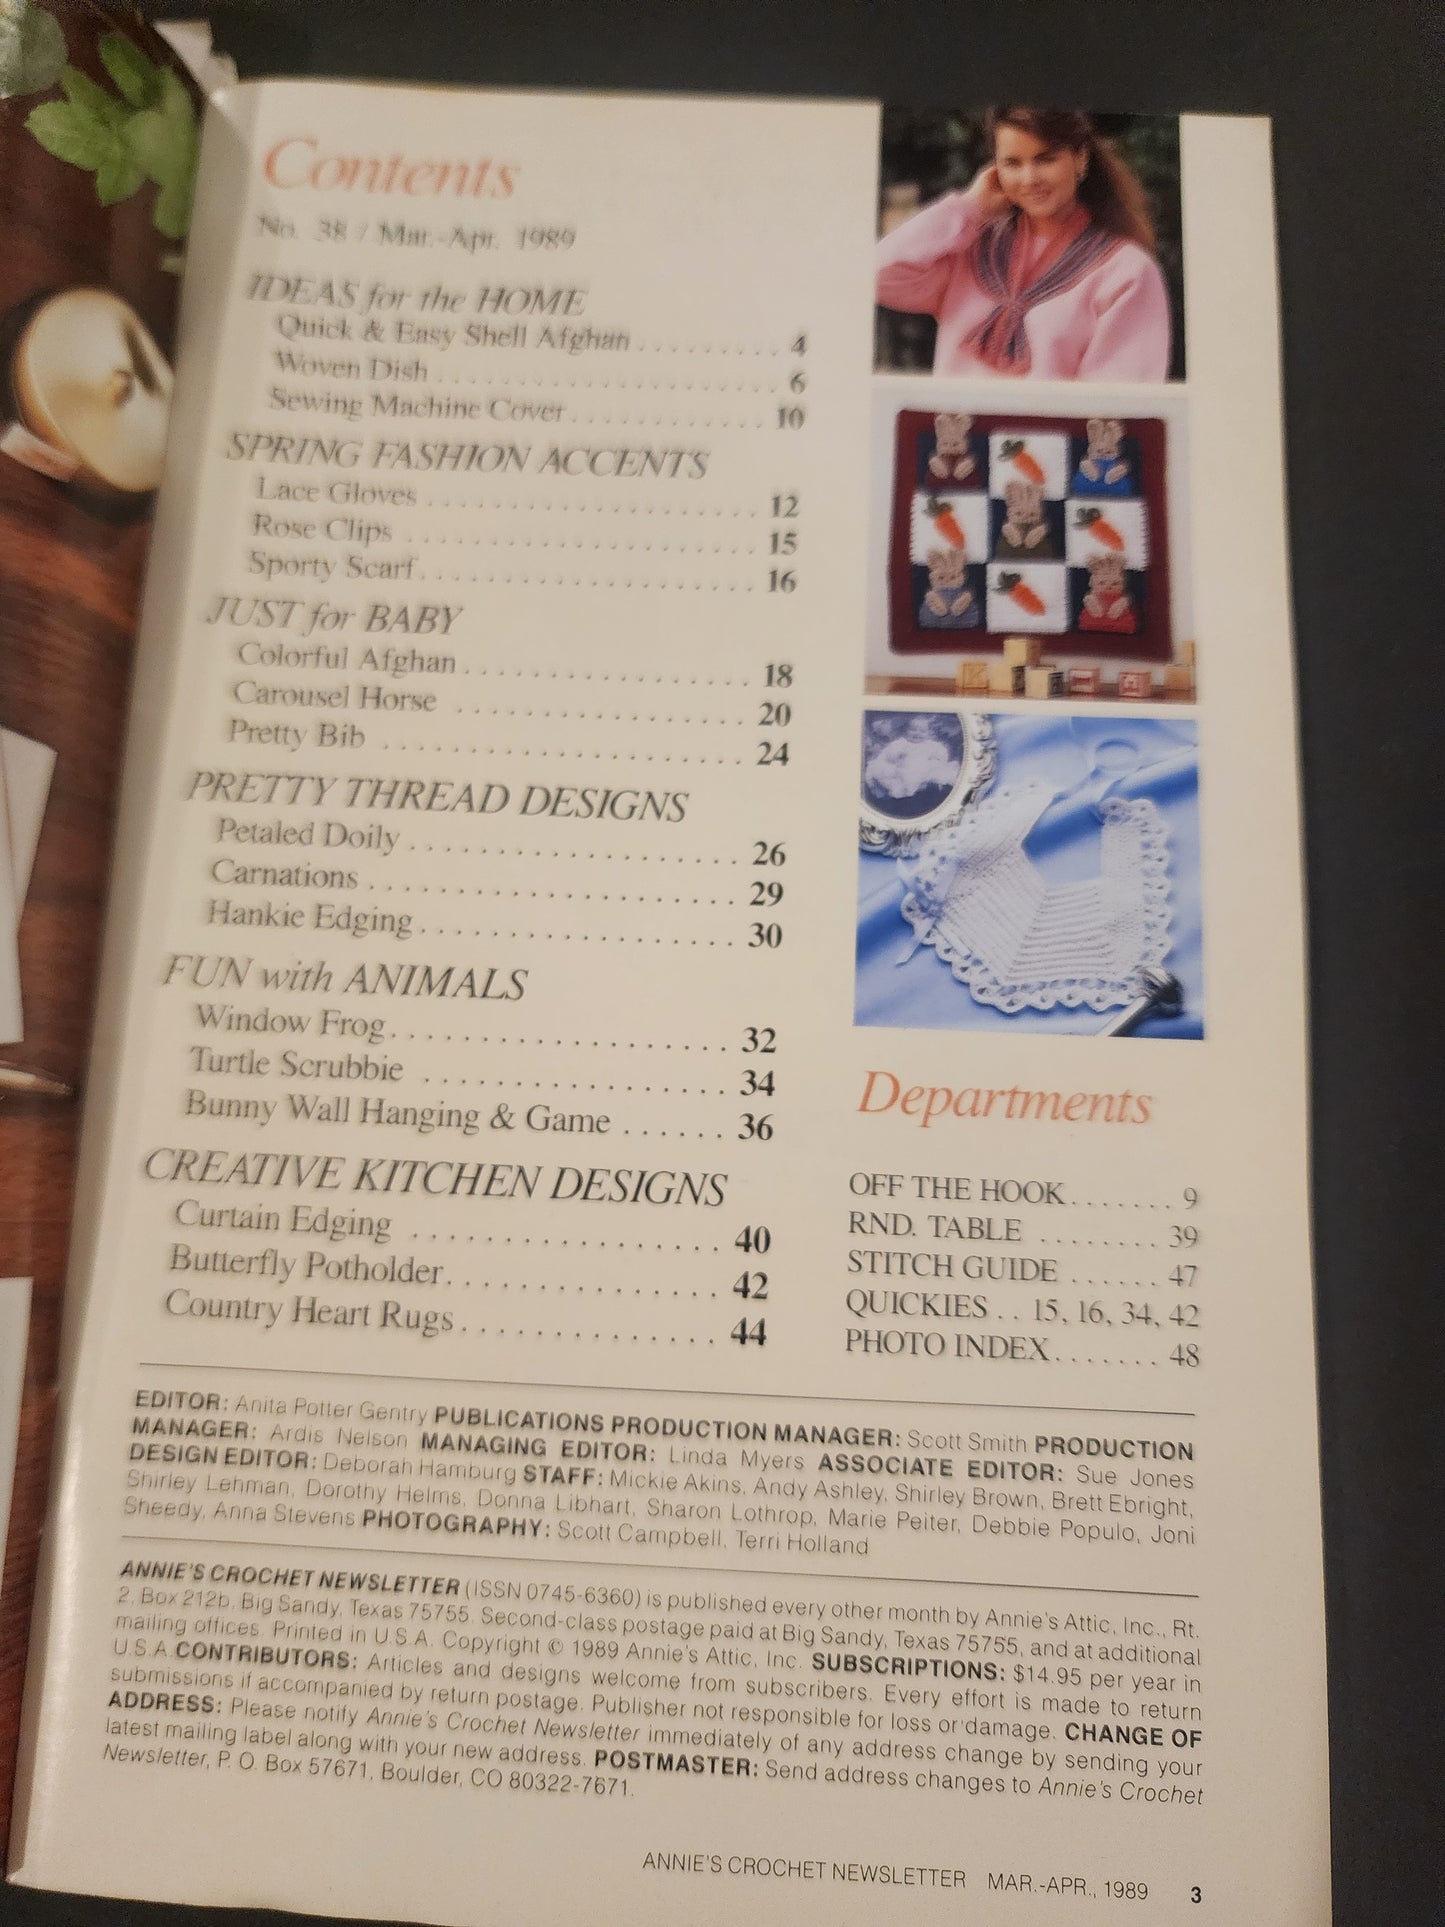 Contents
No. 38 / Mar.-Apr. 1989
IDEAS for the HOME
Quick & Easy Shell Afghan . . . . . . . . . 4
Woven Dish . . . . . . . . . . . . . . . . . . . . . 6
Sewing Machine Cover . . . . . . . . . . . . 10
SPRING FASHION ACCENTS
Lace Gloves . . . . . . . . . . . . . . . . . . . . 12
Rose Clips . . . . . . . . . . . . . . . . . . . . . 15
Sporty Scarf . . . . . . . . . . . . . . . . . . . . 16
JUST for BABY
Colorful Afghan . . . . . . . . . . . . . . . . . 18
Carousel Horse . . . . . . . . . . . . . . . . . 20
Pretty Bib . . . . . . . . . . . . . . . . . . . . . 24
PRETTY THREAD DESIGNS
Petaled Doily . . . . . . . . . . . . . . . . . . . 26
Carnations . . . . . . . . . . . . . . . . . . . . . 29
Hankie Edging . . . . . . . . . . . . . . . . . . 30
FUN with ANIMALS
Window Frog . . . . . . . . . . . . . . . . . . . 32
Turtle Scrubbie . . . . . . . . . . . . . . . . . 34
Bunny Wall Hanging & Game . . . . . . 36
CREATIVE KITCHEN DESIGNS
Curtain Edging . . . . . . . . . . . . . . . . . 40
Butterfly Potholder . . . . . . . . . . . . . . . 42
Country Heart Rugs . . . . . . . . . . . . . . 44
Departments
OFF THE HOOK . . . . . . . 9
RND. TABLE . . . . . . . . 39
STITCH GUIDE . . . . . . 47
QUICKIES . . 15, 16, 34, 42
PHOTO INDEX . . . . . . . 48
EDITOR: Anita Potter Gentry PUBLICATIONS PRODUCTION MANAGER: Scott Smith PRODUCTION
MANAGER: Ardis Nelson MANAGING EDITOR: Linda Myers ASSOCIATE EDITOR: Sue Jones
DESIGN EDITOR: Deborah Hamburg STAFF: Mickie Akins, Andy Ashley, Shirley Brown, Brett Ebright,
Shirley Lehman, Dorothy Helms, Donna Libhart, Sharon Lothrop, Marie Peiter, Debbie Populo, Joni
Sheedy, Anna Stevens PHOTOGRAPHY: Scott Campbell, Terri Holland
ANNIE'S CROCHET NEWSLETTER (ISSN 0745-6360) is published every other month by Annie's Attic, Inc., Rt.
2, Box 212b, Big Sandy, Texas 75755. Second-class postage paid at Big Sandy, Texas 75755, and at additional
mailing offices. Printed in U.S.A. Copyright © 1989 Annie's Attic, Inc. SUBSCRIPTIONS: $14.95 per year in
U.S.A CONTRIBUTORS: Articles and designs welcome from subscribers. Every effort is made to return
submissions if accompanied by return postage. Publisher not responsible for loss or damage. CHANGE OF
ADDRESS: Please notify Annie's Crochet Newsletter immediately of any address change by sending your
latest mailing label along with your new address. POSTMASTER: Send address changes to Annie's Crochet
Newsletter, P. O. Box 57671, Boulder, CO 80322-7671.
ANNIE'S CROCHET NEWSLETTER MAR.-APR., 1989 3